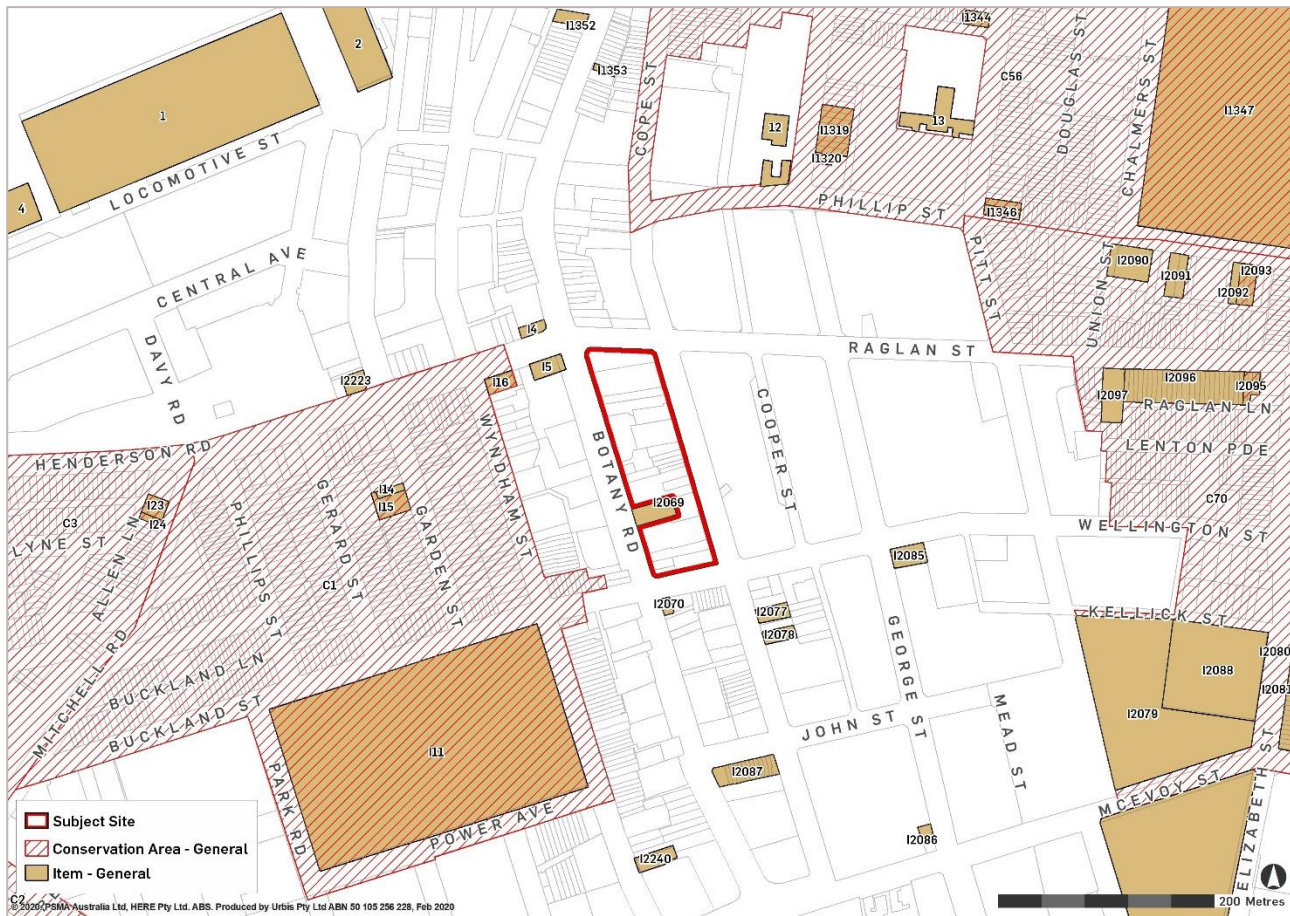 I1352
I1344
2
I1353
COPE ST
C56
DOUGLAS ST
CHALMERS ST
1
I1347
12
I1319
13
I1320
LOCOMOTIVE ST
4
PHILLIP ST
I1346
CENTRAL AVE
PITT ST
UNION ST
I2090
I2091
I2093
I2092
DAVY RD
I4
I5
RAGLAN ST
I2223
I16
I2096
I2095
I2097
RAGLAN LN
HENDERSON RD
WYNDHAM ST
BOTANY RD
COOPER ST
LENTON PDE
I14
I15
I23
I24
C3
LYNE ST
ALLEN LN
PHILLIPS ST
GERARD ST
GARDEN ST
I2069
C70
WELLINGTON ST
I2085
C1
I2070
I2077
I2078
GEORGE ST
KELLICK ST
I2080
I2088
I2081
I2079
MITCHELL RD
BUCKLAND LN
BUCKLAND ST
JOHN ST
MEAD ST
I11
I2087
PARK RD
POWER AVE
MCEVOY ST
ELIZABETH ST
I2086
I2240
Subject Site
Conservation Area - General
Item - General
C2
© 2020. PSMA Australia Ltd, HERE Pty Ltd. ABS. Produced by Urbis Pty Ltd ABN 50 105 256 228, Feb 2020
200 Metres